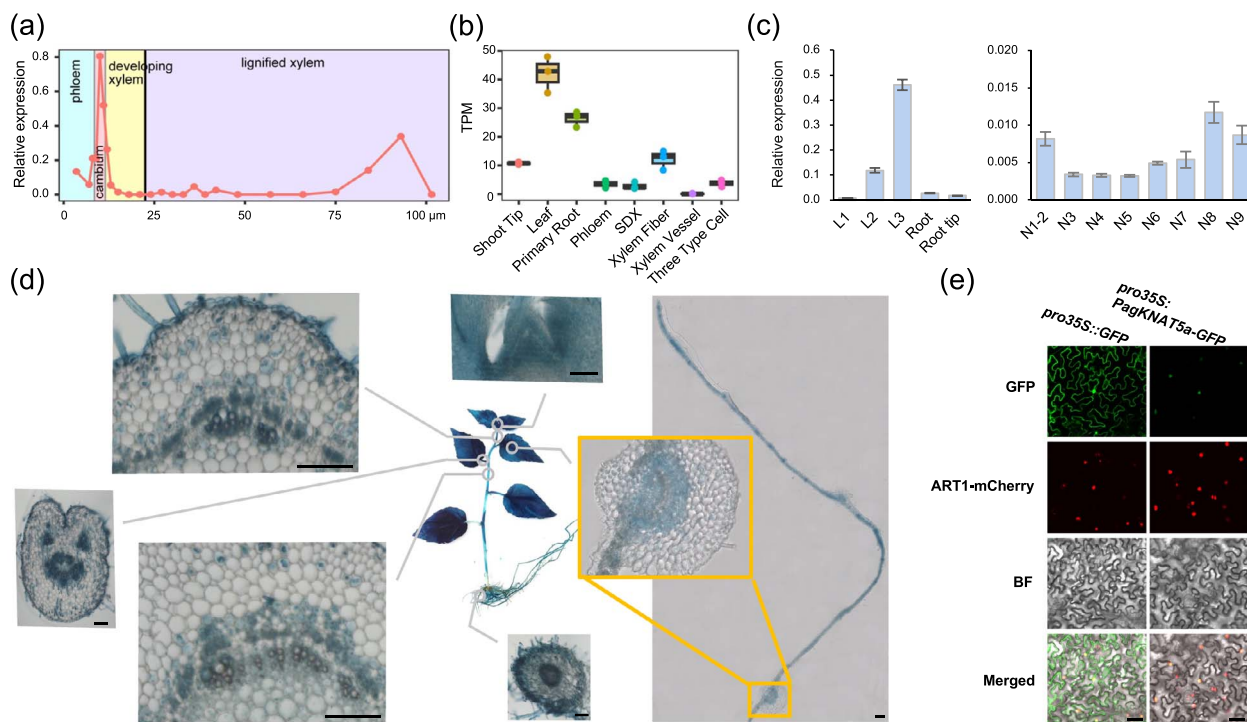 (a)
Relative expression
0.8
0.6
0.4
0.2
0.0
phloem
cambium
developing
xylem
lignified xylem
0
25
50
75
100 μm
(b)
TPM
50
40
30
20
10
0
Shoot Tip
Leaf
Primary Root
Phloem
SDX
Xylem Fiber
Xylem Vessel
Three Type Cell
(c)
Relative expression
0.6
0.5
0.4
0.3
0.2
0.1
0.0
L1
L2
L3
Root
Root tip
0.020
0.015
0.010
0.005
0.000
N1-2
N3
N4
N5
N6
N7
N8
N9
(d)
(e)
pro35S::GFP
pro35S:
PagKNAT5a-GFP
GFP
ART1-mCherry
BF
Merged